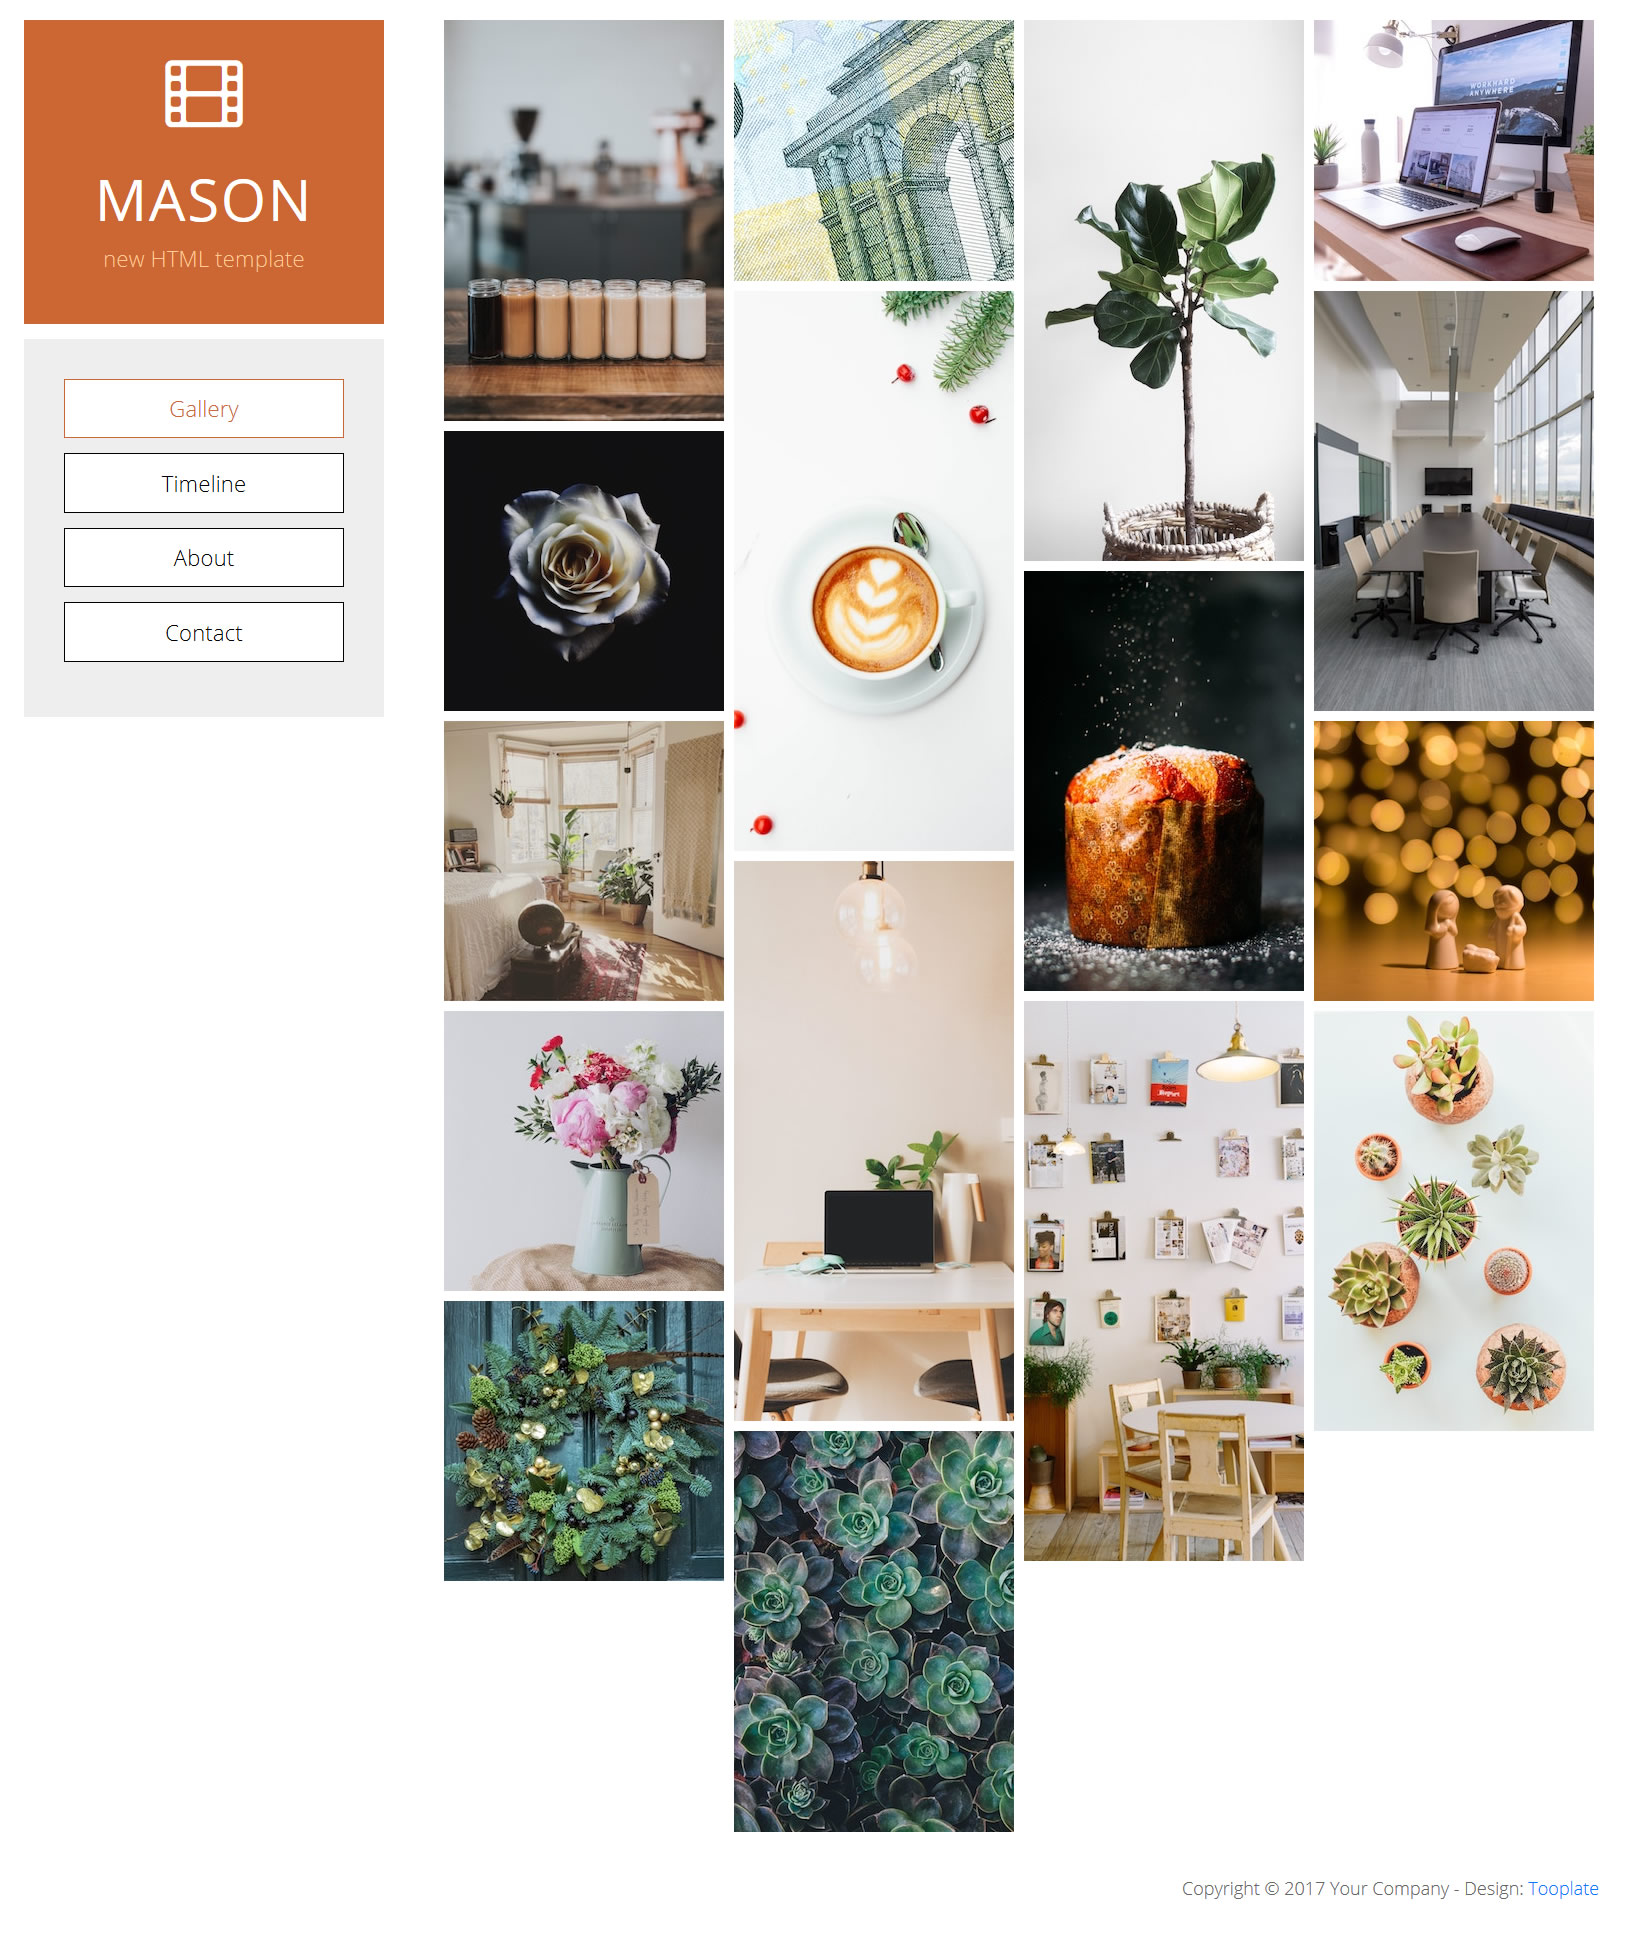 MASON
new HTML template
Gallery
Timeline
About
Contact
WORKHARD
ANYWHERE
Copyright © 2017 Your Company - Design: Tooplate